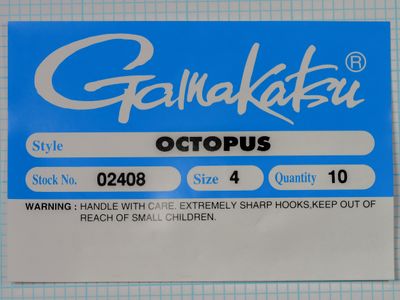 Gamakatsu®
Style OCTOPUS
Stock No. 02408 Size 4 Quantity 10
WARNING : HANDLE WITH CARE. EXTREMELY SHARP HOOKS,KEEP OUT OF
REACH OF SMALL CHILDREN.